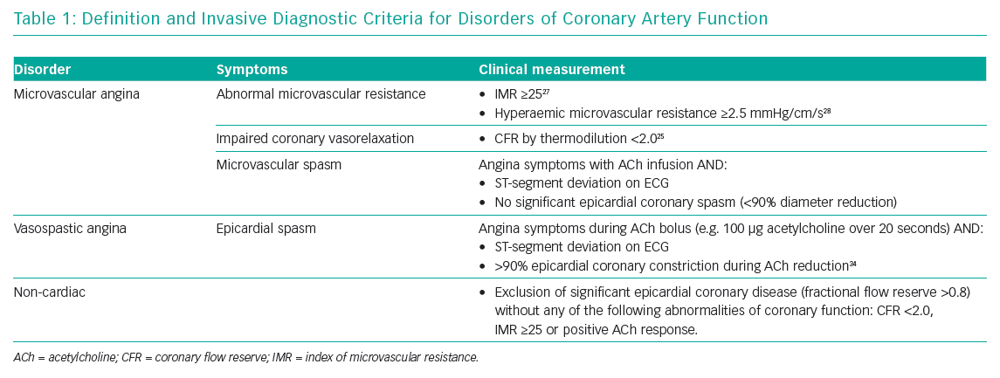 Table 1: Definition and Invasive Diagnostic Criteria for Disorders of Coronary Artery Function
Disorder Symptoms Clinical measurement
Microvascular angina Abnormal microvascular resistance • IMR ≥25²⁷
• Hyperaemic microvascular resistance ≥2.5 mmHg/cm/s²⁸
Impaired coronary vasorelaxation • CFR by thermodilution <2.0²⁵
Microvascular spasm Angina symptoms with ACh infusion AND:
• ST-segment deviation on ECG
• No significant epicardial coronary spasm (<90% diameter reduction)
Vasospastic angina Epicardial spasm Angina symptoms during ACh bolus (e.g. 100 µg acetylcholine over 20 seconds) AND:
• ST-segment deviation on ECG
• >90% epicardial coronary constriction during ACh reduction³⁴
Non-cardiac • Exclusion of significant epicardial coronary disease (fractional flow reserve >0.8)
without any of the following abnormalities of coronary function: CFR <2.0,
IMR ≥25 or positive ACh response.
ACh = acetylcholine; CFR = coronary flow reserve; IMR = index of microvascular resistance.